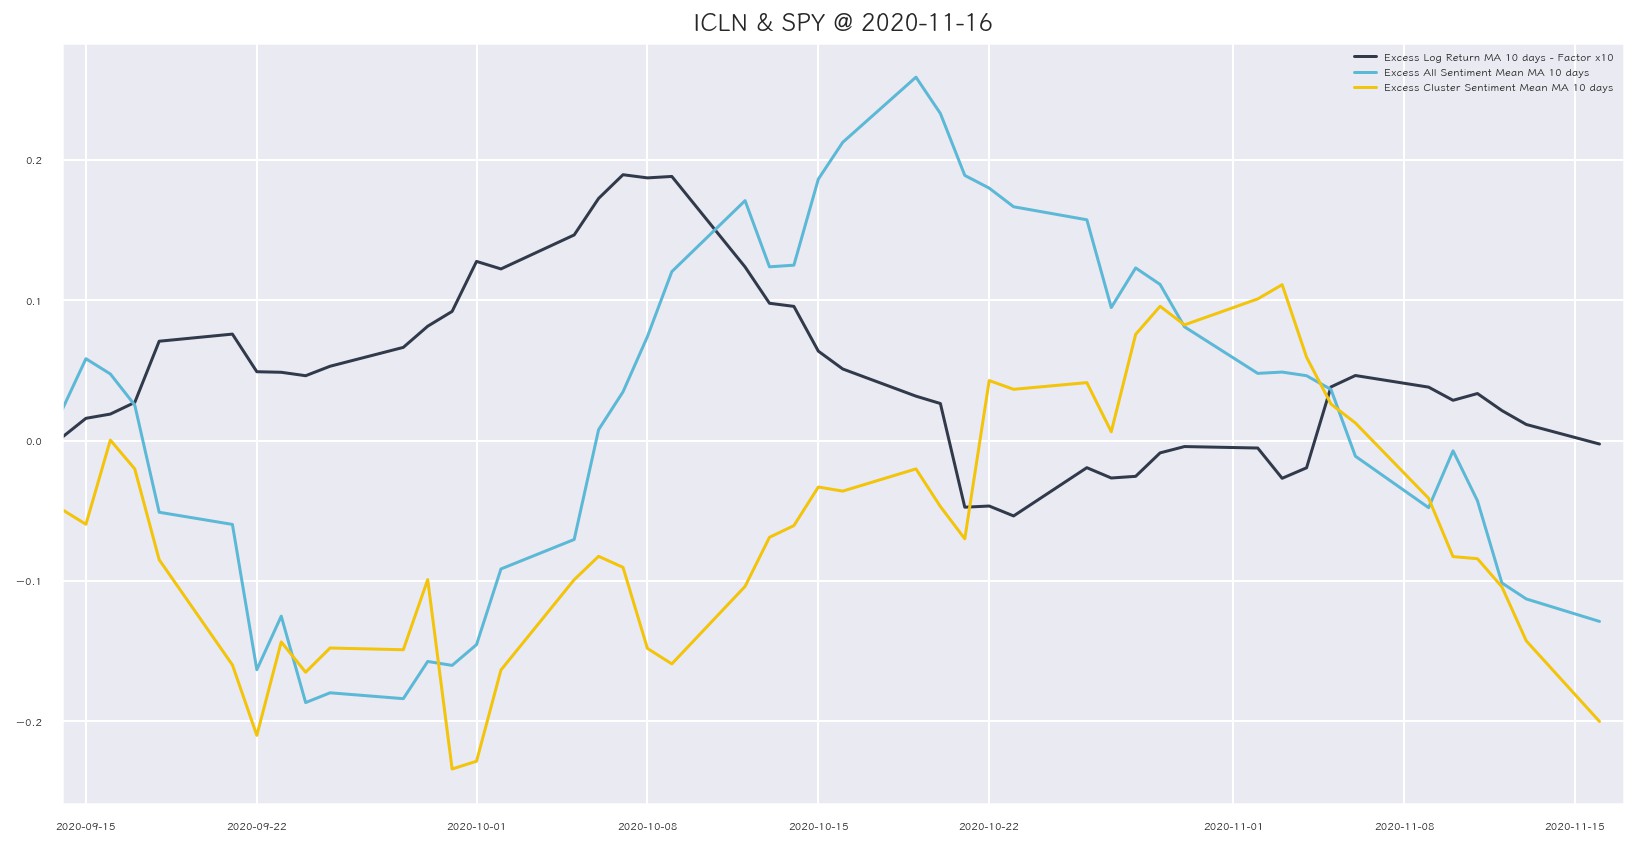 ICLN & SPY @ 2020-11-16
Excess Log Return MA 10 days - Factor x10
Excess All Sentiment Mean MA 10 days
Excess Cluster Sentiment Mean MA 10 days
0.2
0.1
0.0
−0.1
−0.2
2020-09-15 2020-09-22 2020-10-01 2020-10-08 2020-10-15 2020-10-22 2020-11-01 2020-11-08 2020-11-15